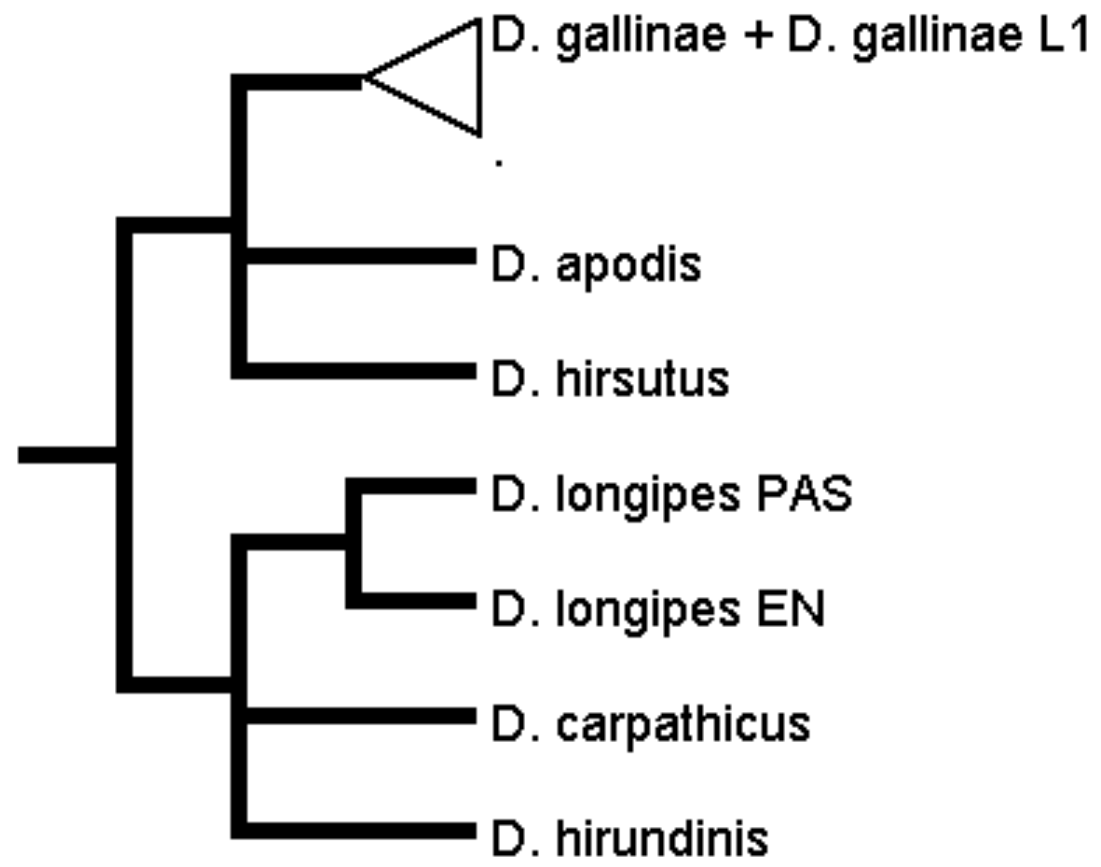 D. gallinae + D. gallinae L1
.
D. apodis
D. hirsutus
D. longipes PAS
D. longipes EN
D. carpathicus
D. hirundinis